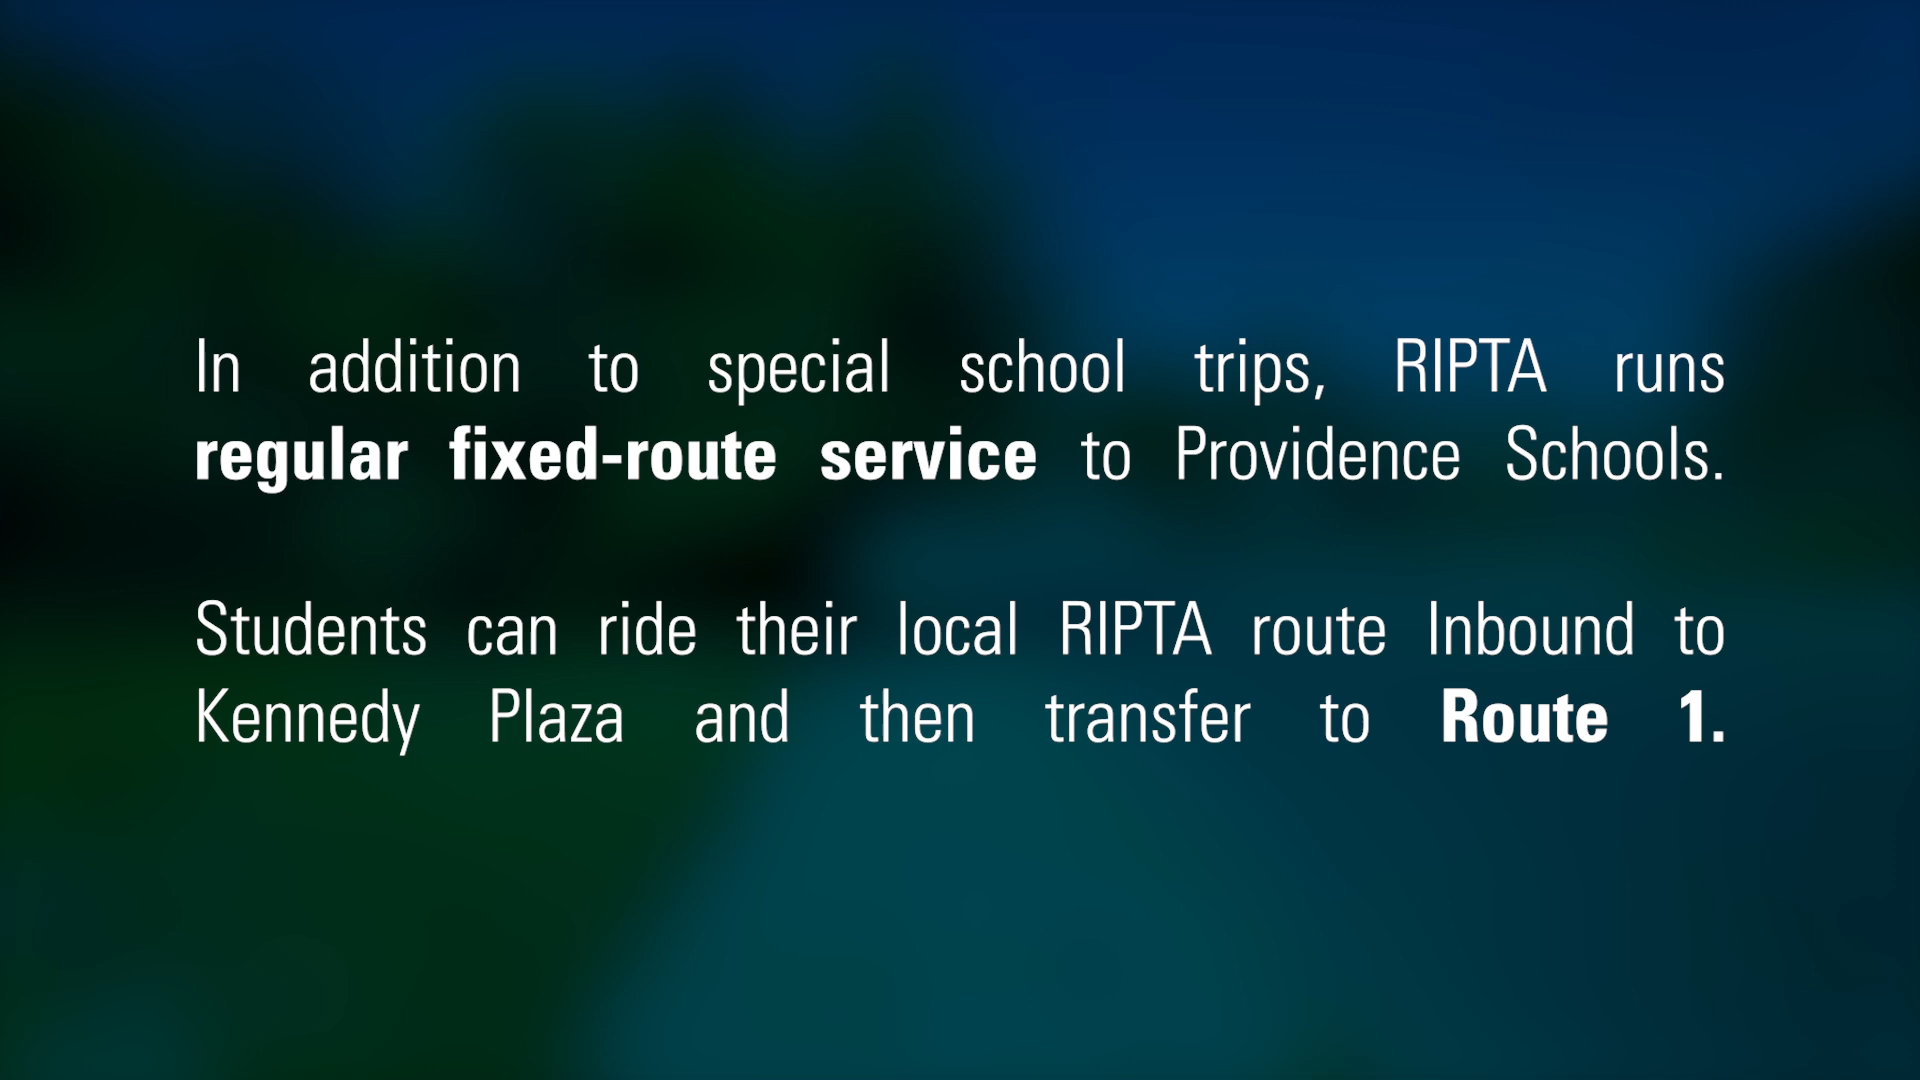 In addition to special school trips, RIPTA runs
regular fixed-route service to Providence Schools.
Students can ride their local RIPTA route Inbound to
Kennedy Plaza and then transfer to Route 1.